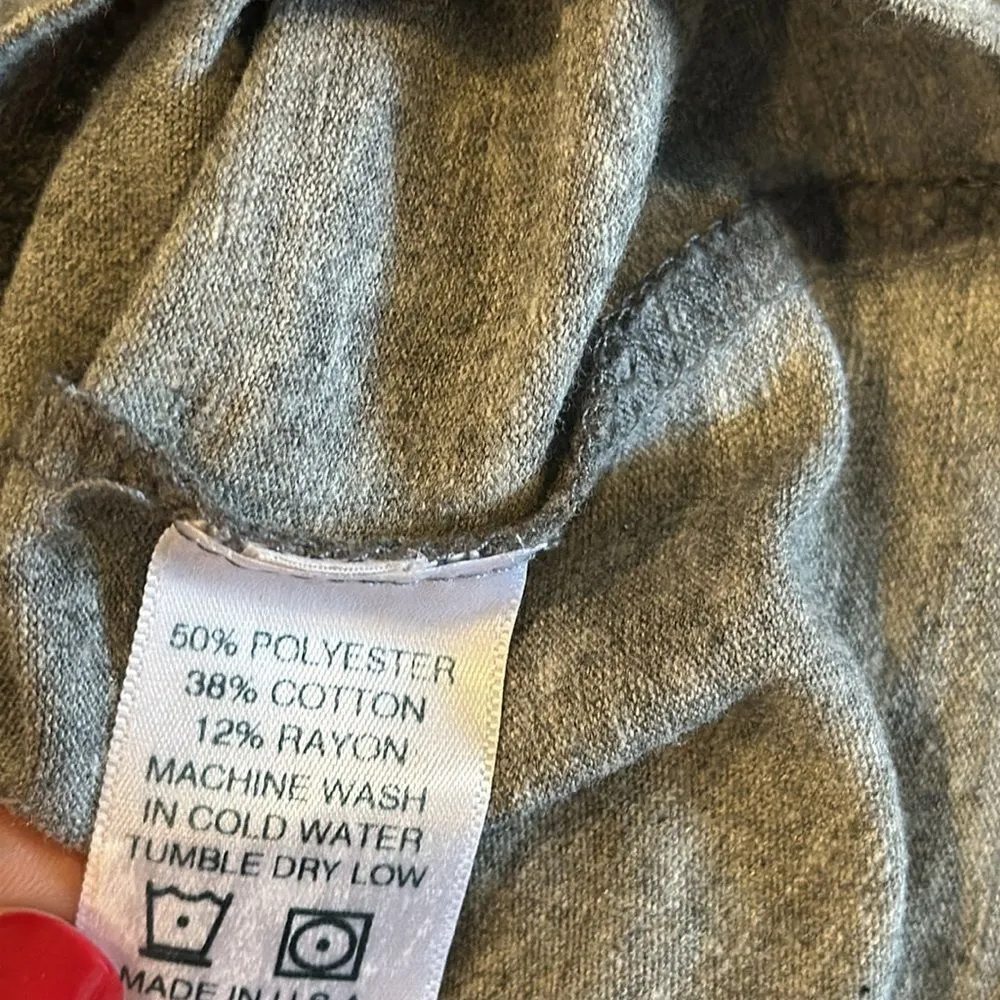 50% POLYESTER
38% COTTON
12% RAYON
MACHINE WASH
IN COLD WATER
TUMBLE DRY LOW
MADE IN U.S.A.